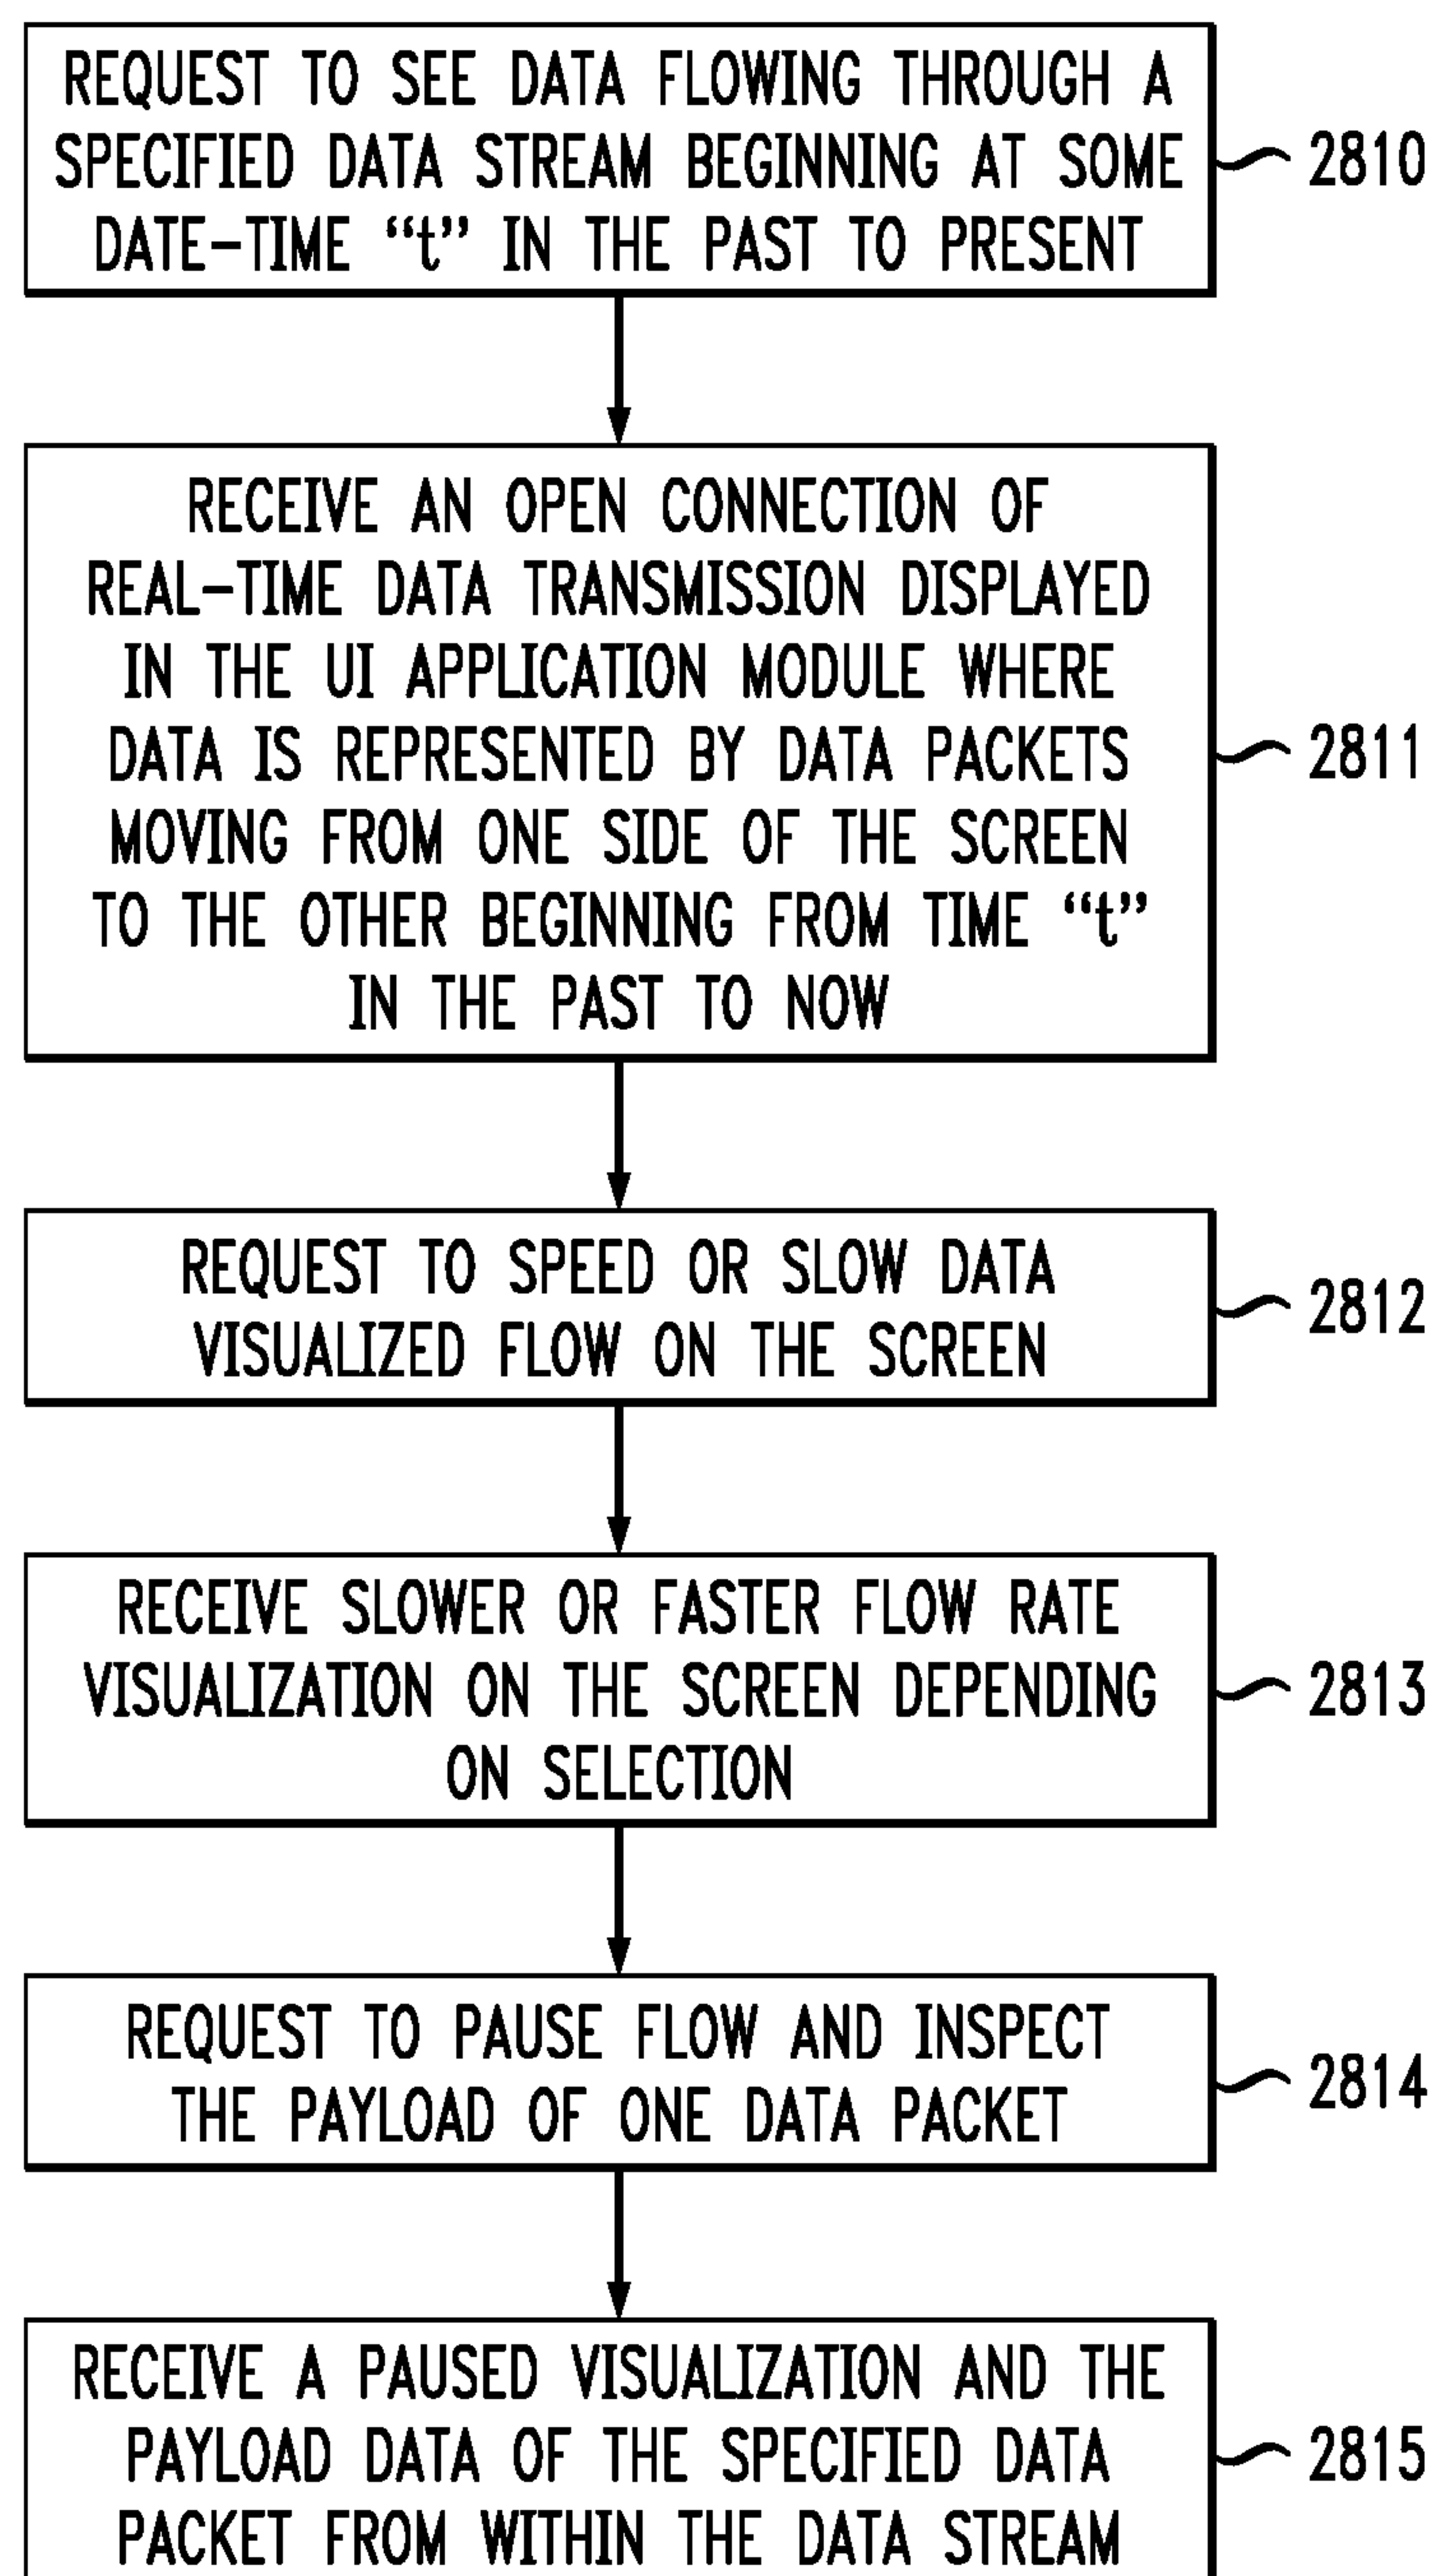 REQUEST TO SEE DATA FLOWING THROUGH A
SPECIFIED DATA STREAM BEGINNING AT SOME
DATE-TIME “t” IN THE PAST TO PRESENT
2810
RECEIVE AN OPEN CONNECTION OF
REAL-TIME DATA TRANSMISSION DISPLAYED
IN THE UI APPLICATION MODULE WHERE
DATA IS REPRESENTED BY DATA PACKETS
MOVING FROM ONE SIDE OF THE SCREEN
TO THE OTHER BEGINNING FROM TIME “t”
IN THE PAST TO NOW
2811
REQUEST TO SPEED OR SLOW DATA
VISUALIZED FLOW ON THE SCREEN
2812
RECEIVE SLOWER OR FASTER FLOW RATE
VISUALIZATION ON THE SCREEN DEPENDING
ON SELECTION
2813
REQUEST TO PAUSE FLOW AND INSPECT
THE PAYLOAD OF ONE DATA PACKET
2814
RECEIVE A PAUSED VISUALIZATION AND THE
PAYLOAD DATA OF THE SPECIFIED DATA
PACKET FROM WITHIN THE DATA STREAM
2815